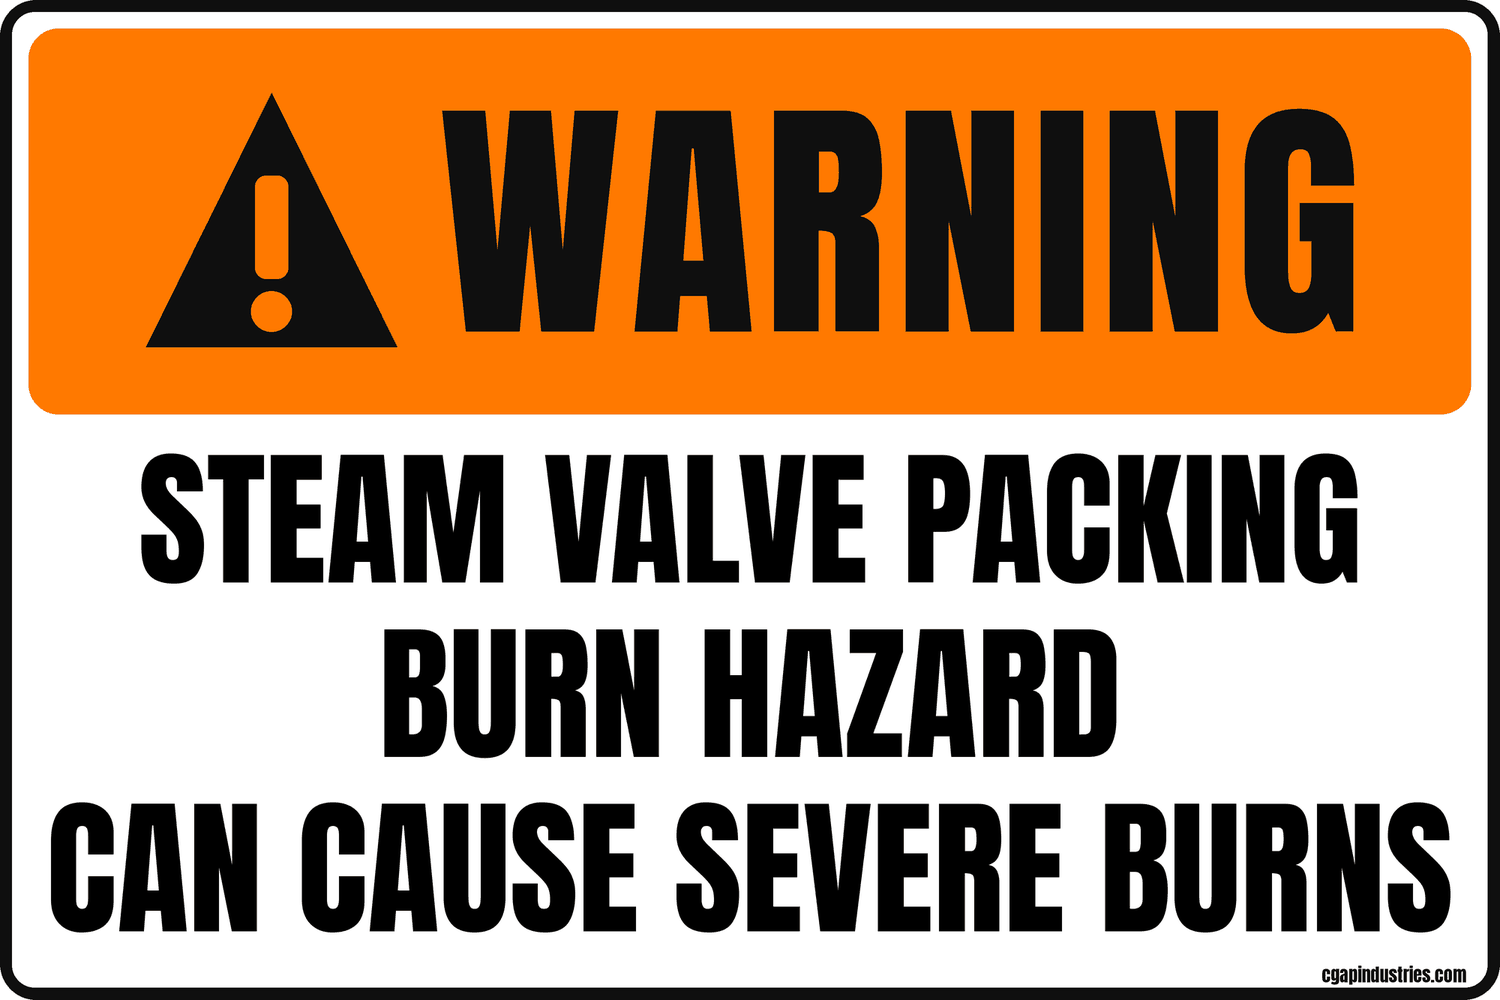 WARNING
STEAM VALVE PACKING
BURN HAZARD
CAN CAUSE SEVERE BURNS
cgapindustries.com